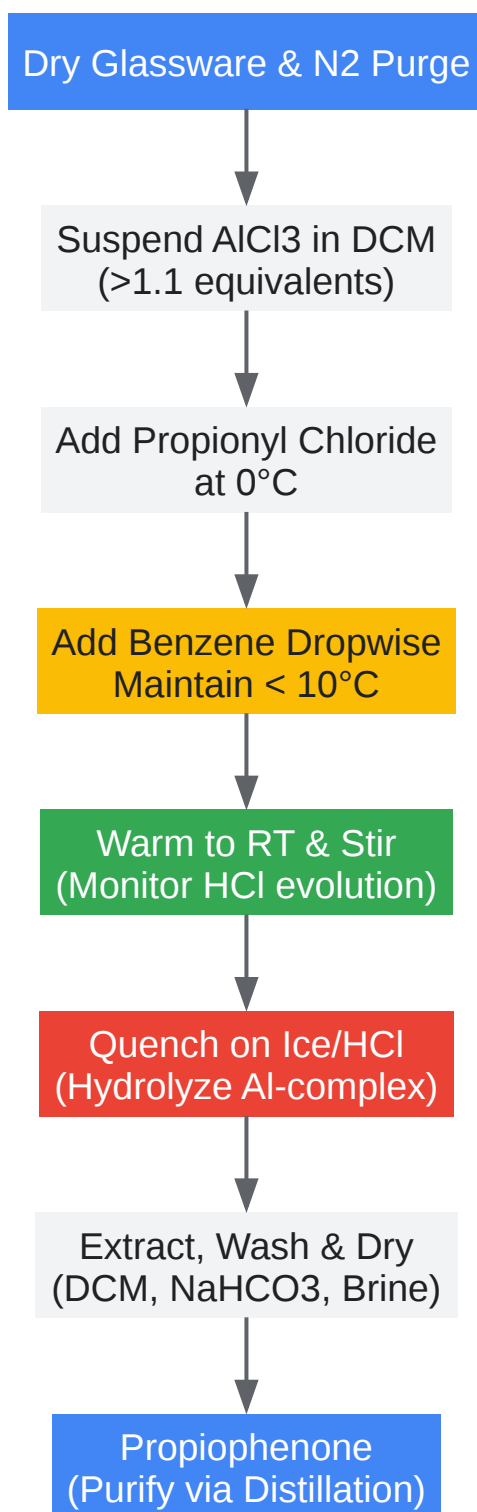 Dry Glassware & N2 Purge
Suspend AlCl3 in DCM
(>1.1 equivalents)
Add Propionyl Chloride
at 0°C
Add Benzene Dropwise
Maintain < 10°C
Warm to RT & Stir
(Monitor HCl evolution)
Quench on Ice/HCl
(Hydrolyze Al-complex)
Extract, Wash & Dry
(DCM, NaHCO3, Brine)
Propiophenone
(Purify via Distillation)